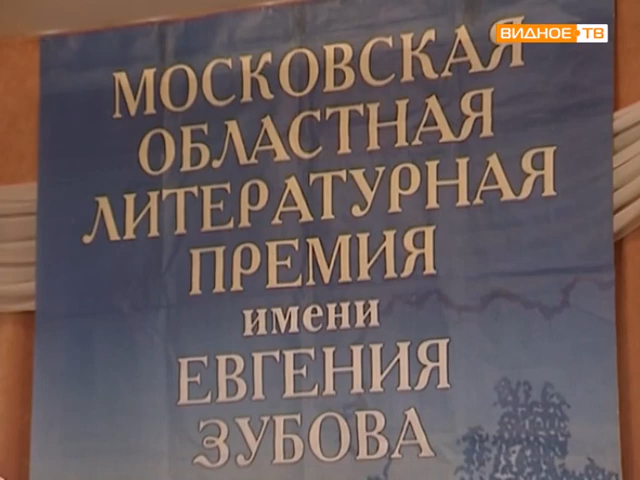 ВИДНОЕ ТВ
МОСКОВСКАЯ
ОБЛАСТНАЯ
ЛИТЕРАТУРНАЯ
ПРЕМИЯ
имени
ЕВГЕНИЯ
ЗУБОВА